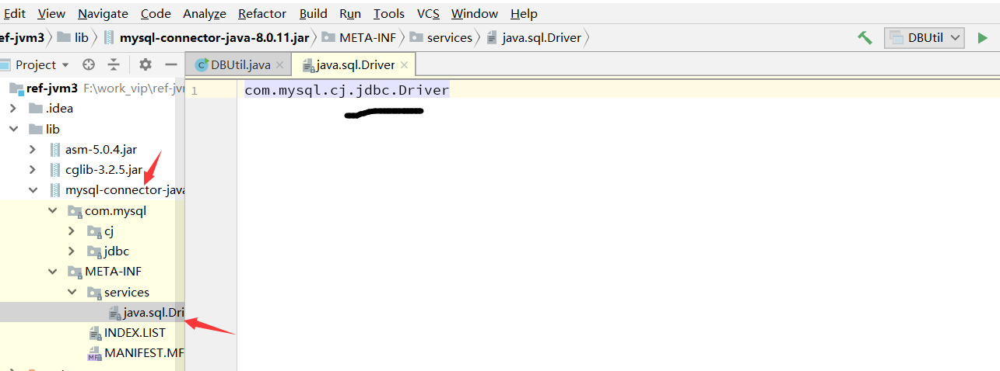 Edit View Navigate Code Analyze Refactor Build Run Tools VCS Window Help
ef-jvm3 lib mysql-connector-java-8.0.11.jar META-INF services java.sql.Driver DBUtil
Project DBUtil.java java.sql.Driver
ref-jvm3 F:\work_vip\ref-jvm
1 com.mysql.cj.jdbc.Driver
.idea
lib
asm-5.0.4.jar
cglib-3.2.5.jar
mysql-connector-java
com.mysql
cj
jdbc
META-INF
services
java.sql.Dri
INDEX.LIST
MANIFEST.MF